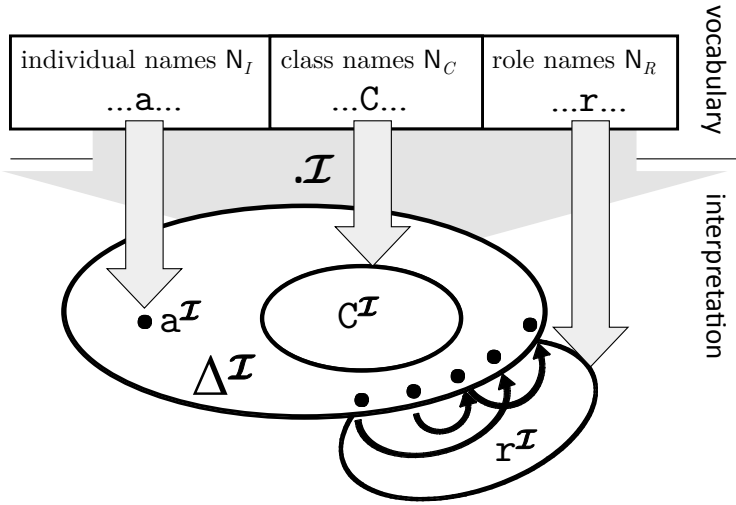 individual names N_I class names N_C role names N_R
...a... ...C... ...r...
vocabulary
.ℐ
interpretation
a^ℐ
C^ℐ
Δ^ℐ
r^ℐ